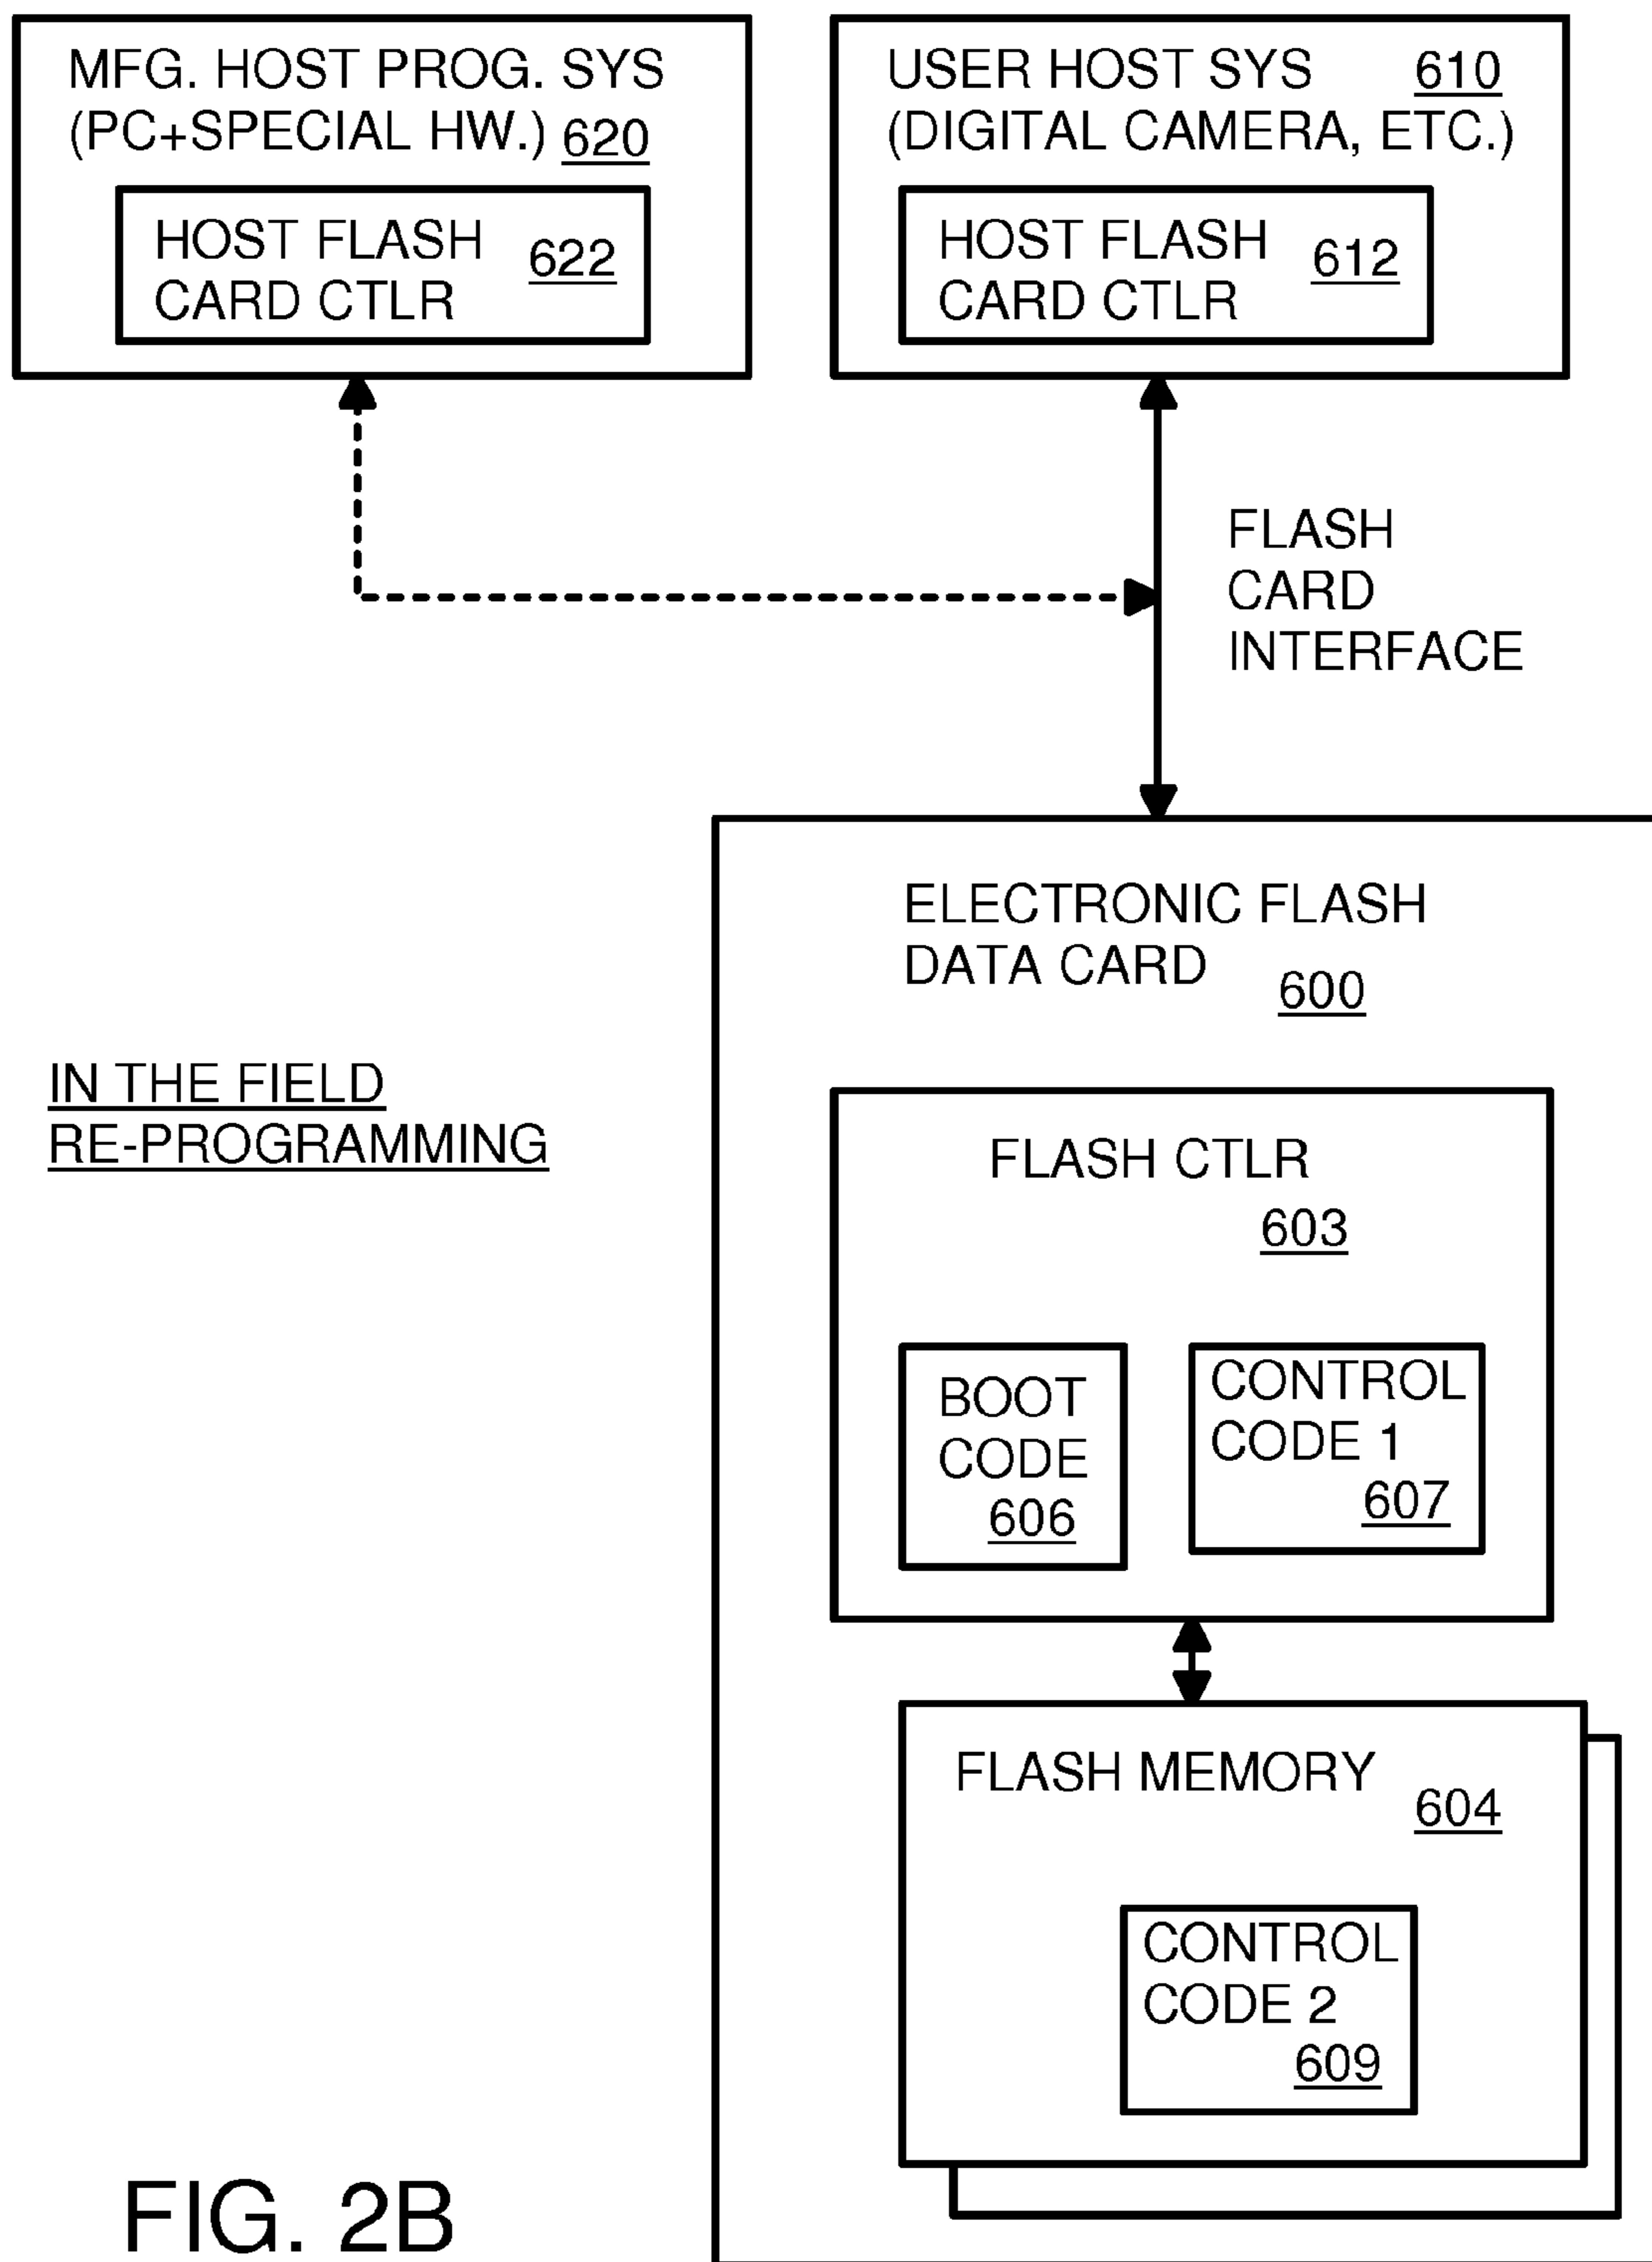 MFG. HOST PROG. SYS
(PC+SPECIAL HW.) 620
HOST FLASH 622
CARD CTLR
USER HOST SYS 610
(DIGITAL CAMERA, ETC.)
HOST FLASH 612
CARD CTLR
FLASH
CARD
INTERFACE
ELECTRONIC FLASH
DATA CARD
600
IN THE FIELD
RE-PROGRAMMING
FLASH CTLR
603
BOOT
CODE
606
CONTROL
CODE 1
607
FLASH MEMORY
604
CONTROL
CODE 2
609
FIG. 2B